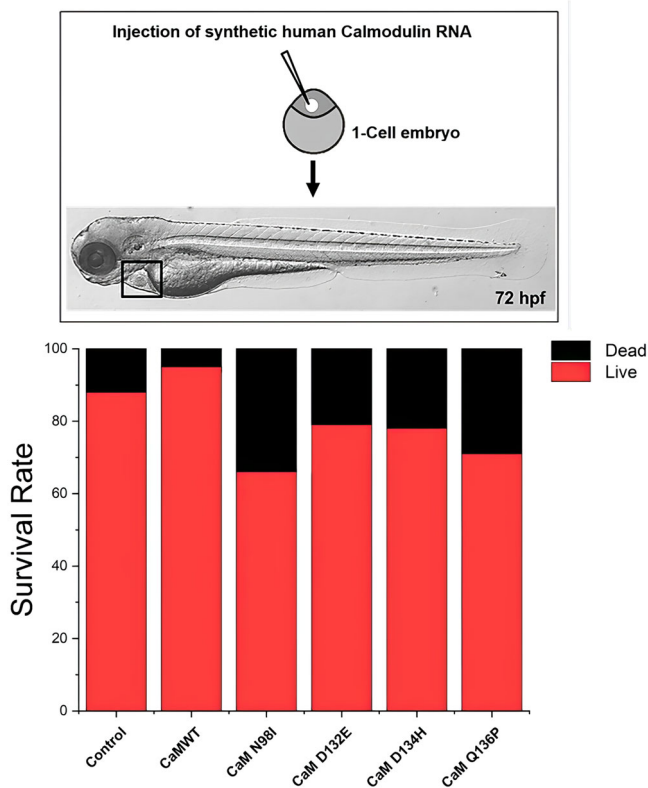 Injection of synthetic human Calmodulin RNA
1-Cell embryo
72 hpf
100
80
60
40
20
0
Survival Rate
Dead
Live
Control
CaMWT
CaM N98I
CaM D132E
CaM D134H
CaM Q136P